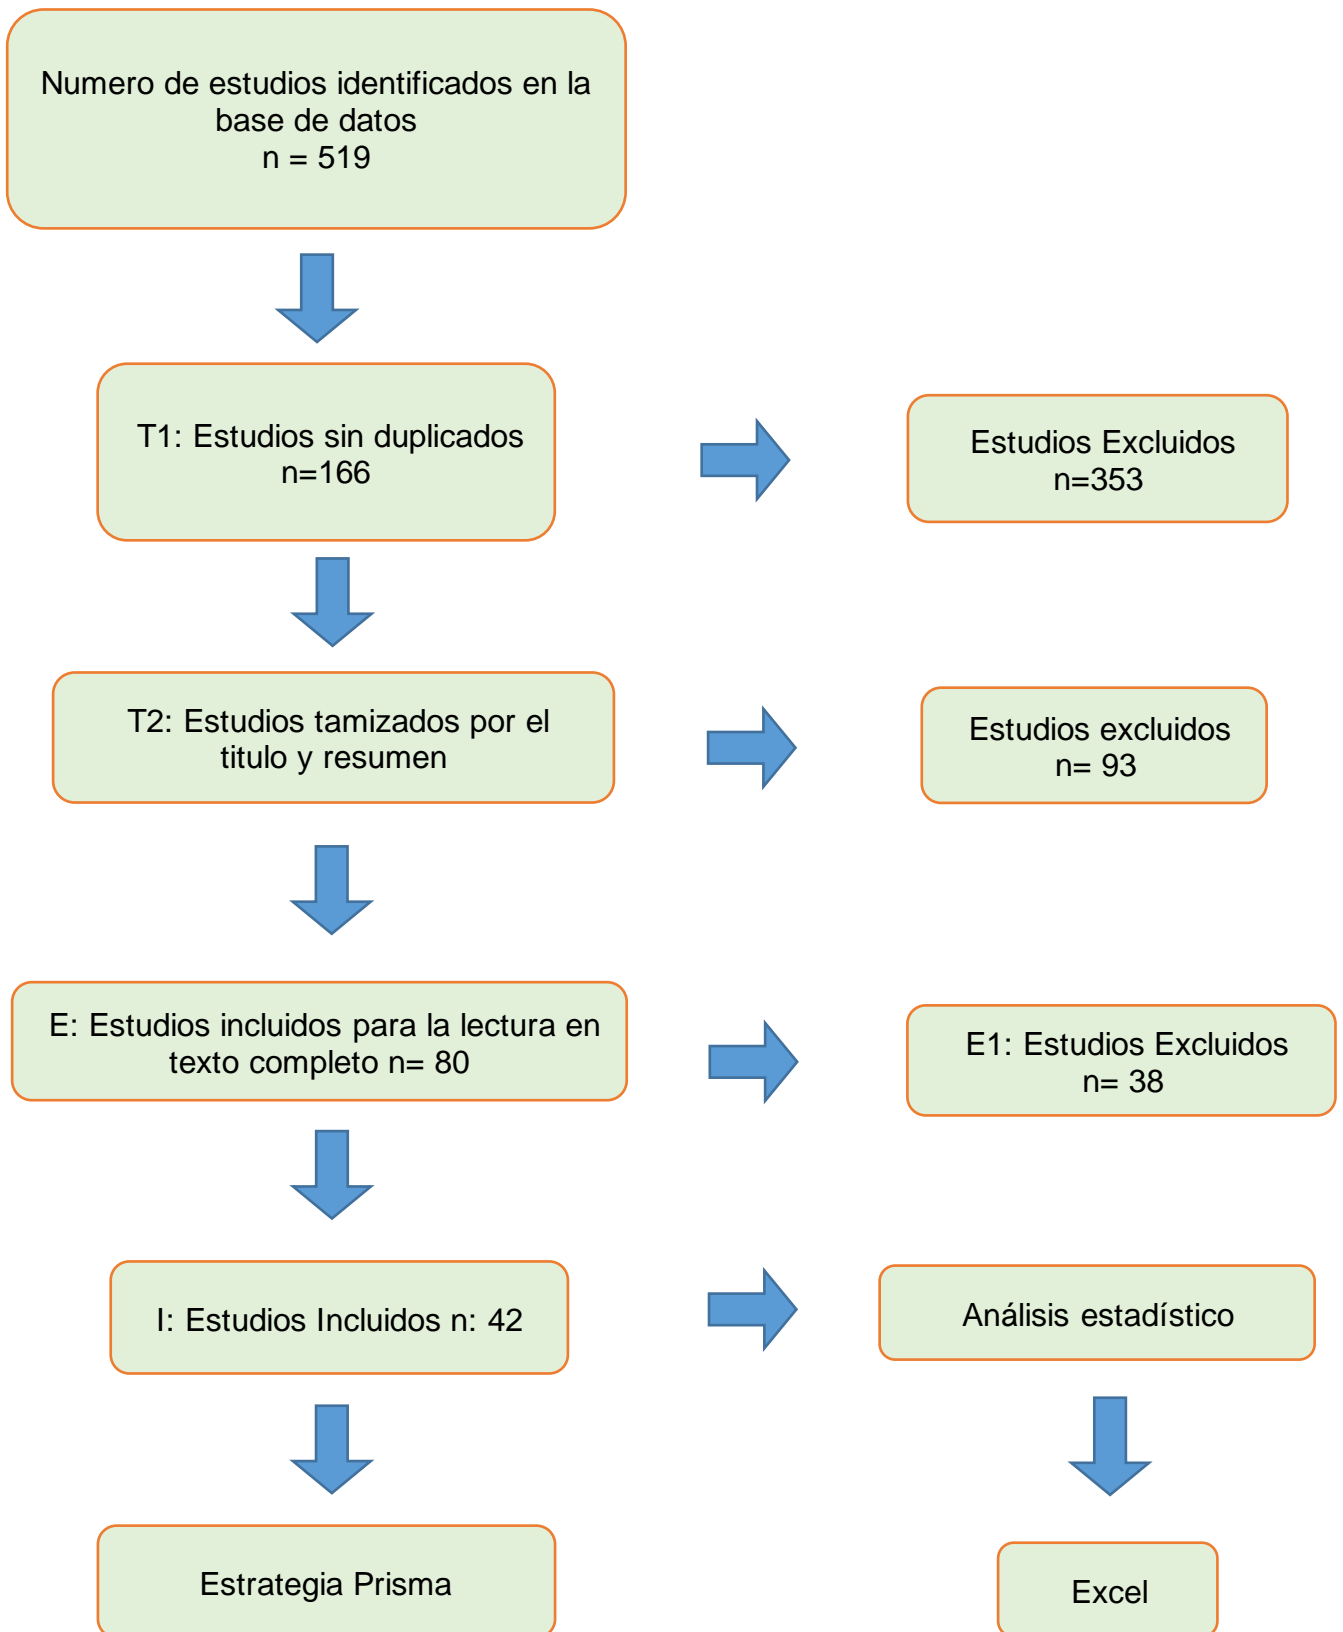 Numero de estudios identificados en la
base de datos
n = 519
T1: Estudios sin duplicados
n=166
Estudios Excluidos
n=353
T2: Estudios tamizados por el
titulo y resumen
Estudios excluidos
n= 93
E: Estudios incluidos para la lectura en
texto completo n= 80
E1: Estudios Excluidos
n= 38
I: Estudios Incluidos n: 42
Análisis estadístico
Estrategia Prisma
Excel